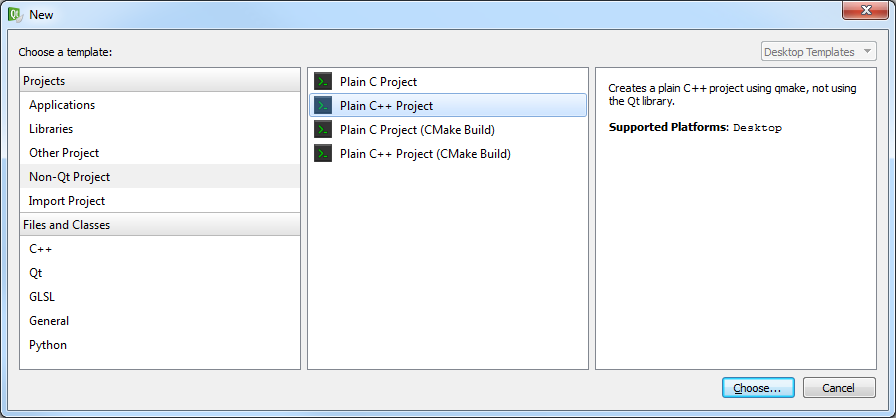 New
Choose a template:
Desktop Templates
Projects
Applications
Libraries
Other Project
Non-Qt Project
Import Project
Files and Classes
C++
Qt
GLSL
General
Python
Plain C Project
Plain C++ Project
Plain C Project (CMake Build)
Plain C++ Project (CMake Build)
Creates a plain C++ project using qmake, not using
the Qt library.
Supported Platforms: Desktop
Choose...
Cancel